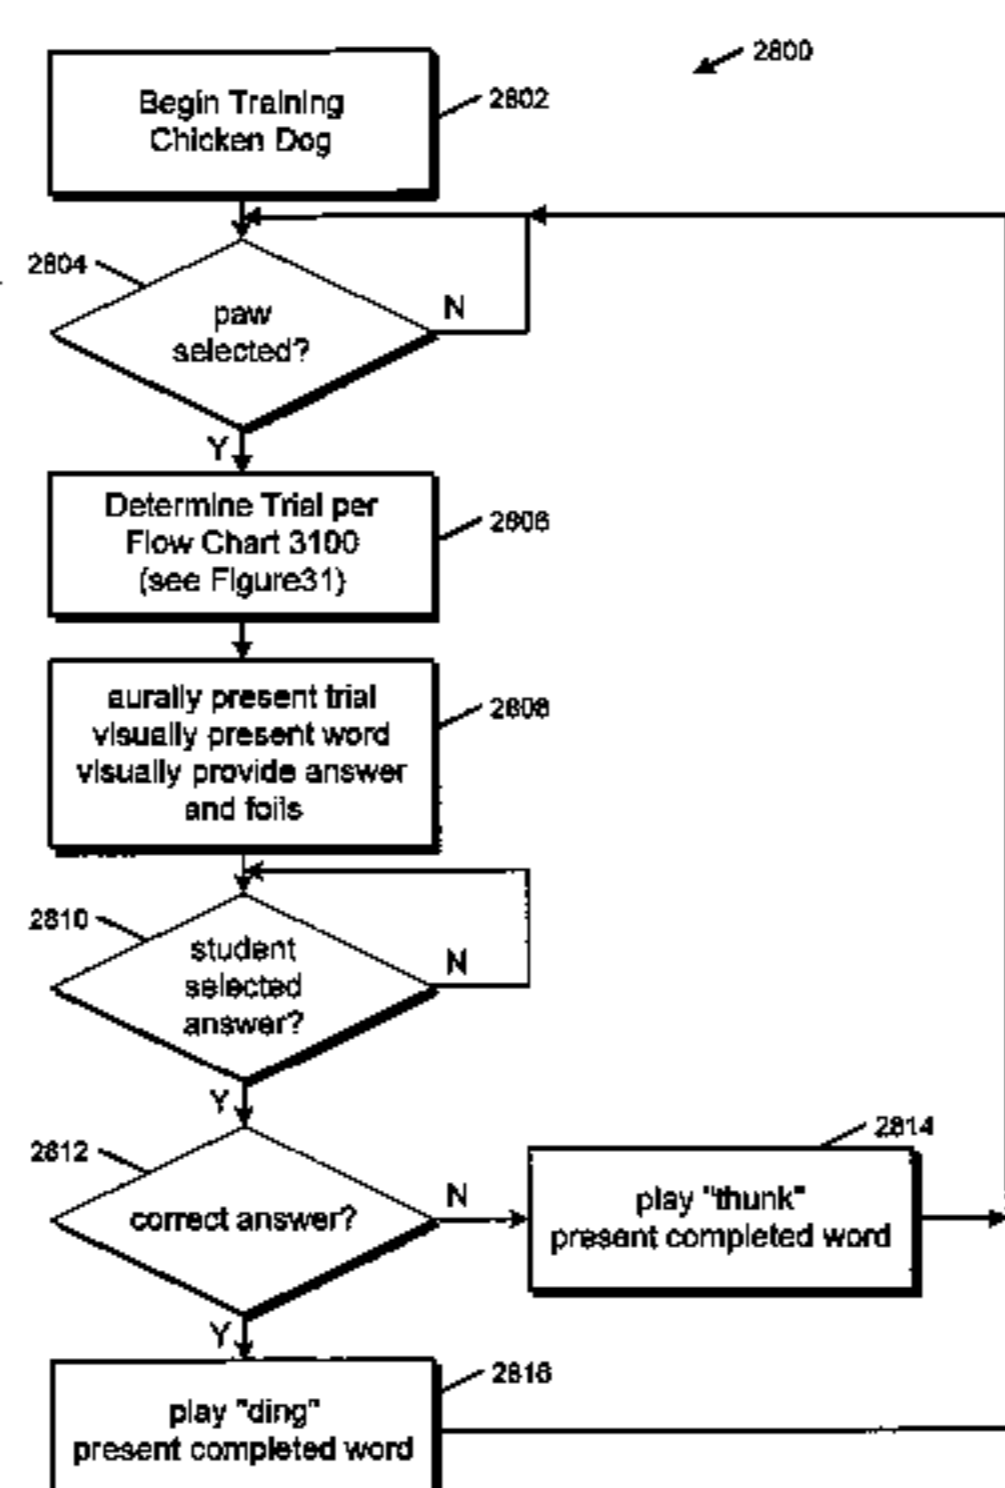 2800
Begin Training
Chicken Dog
2802
2804
paw
selected?
N
Y
Determine Trial per
Flow Chart 3100
(see Figure31)
2806
aurally present trial
visually present word
visually provide answer
and foils
2808
2810
student
selected
answer?
N
Y
2812
correct answer?
N
2814
play "thunk"
present completed word
Y
2816
play "ding"
present completed word